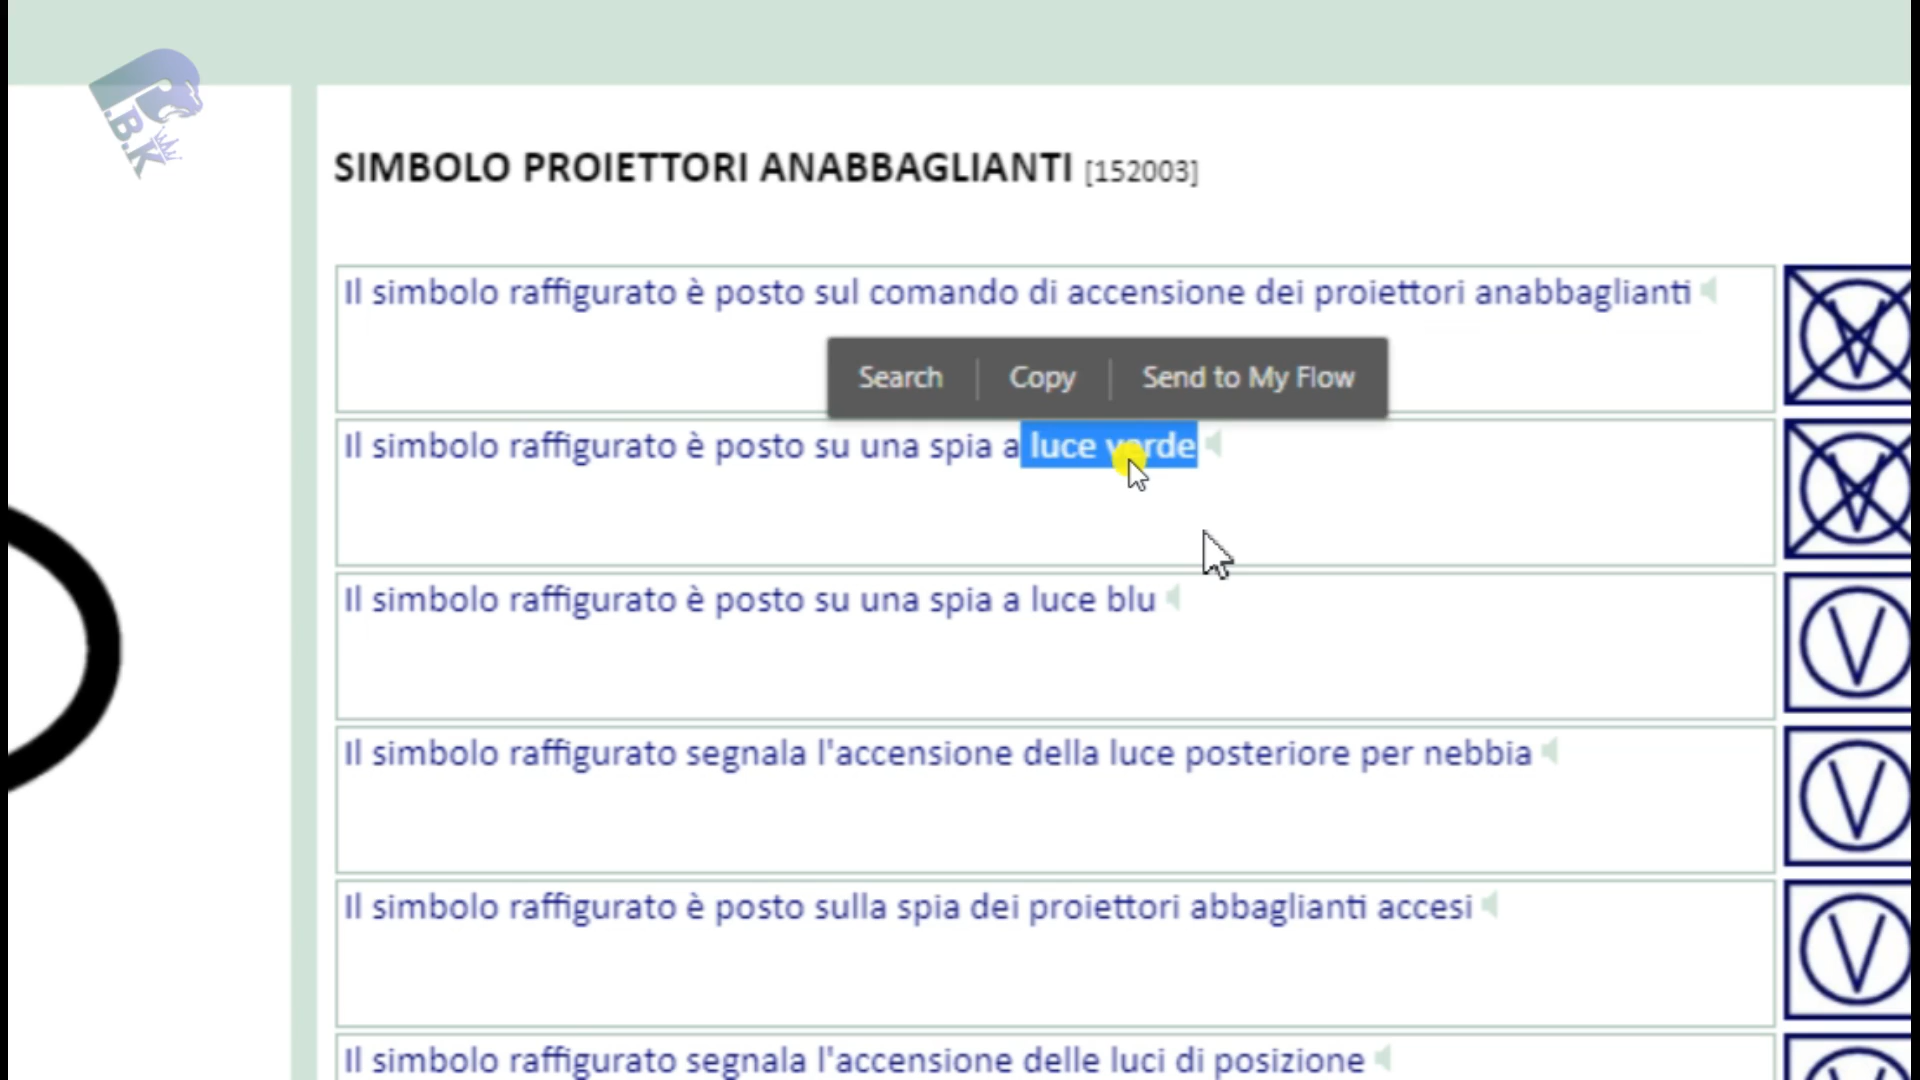 P.B.K
SIMBOLO PROIETTORI ANABBAGLIANTI [152003]
Il simbolo raffigurato è posto sul comando di accensione dei proiettori anabbaglianti
V
Search Copy Send to My Flow
Il simbolo raffigurato è posto su una spia a luce verde
V
Il simbolo raffigurato è posto su una spia a luce blu
V
Il simbolo raffigurato segnala l'accensione della luce posteriore per nebbia
V
Il simbolo raffigurato è posto sulla spia dei proiettori abbaglianti accesi
V
Il simbolo raffigurato segnala l'accensione delle luci di posizione